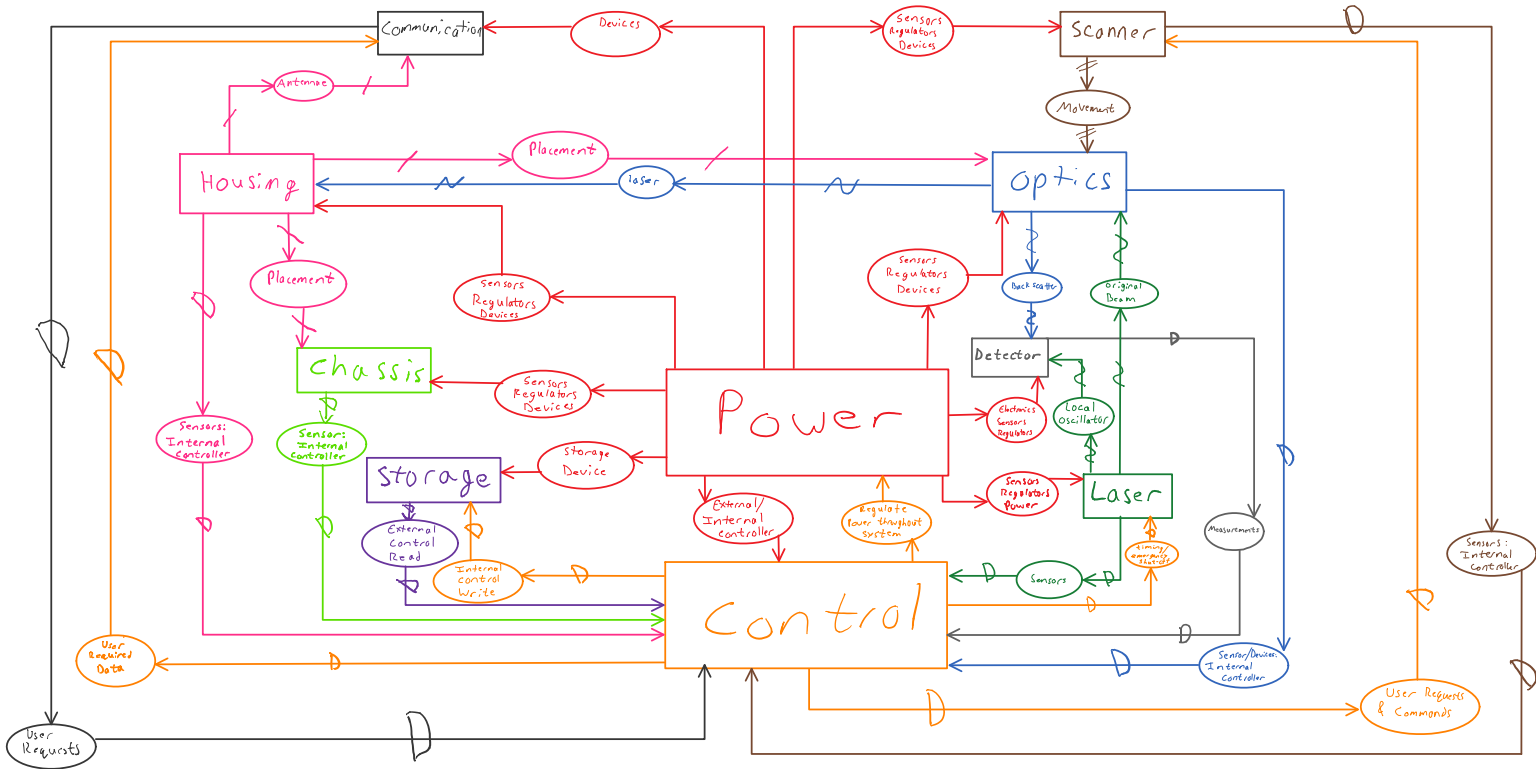 Communication
Devices
Sensors
Regulators
Devices
Scanner
D
Antennae
Movement
Placement
Housing
Laser
Optics
Placement
Sensors
Regulators
Devices
Sensors
Regulators
Devices
Back scatter
Original
Beam
D
D
D
Detector
D
Chassis
D
Sensors
Regulators
Devices
Power
Electronics
Sensors
Regulators
Local
Oscillator
Sensors:
Internal
Controller
Sensor:
Internal
Controller
D
Storage
Storage
Device
Sensors
Regulators
Power
Laser
D
D
D
D
External
Control
Read
External/
Internal
Controller
Regulate
Power throughout
system
D
Measurements
Sensors:
Internal
Controller
Timing/
emergency
shut-off
Internal
Control
Write
D
D
D
Sensors
D
D
D
D
Control
D
User
Required
Data
D
D
Sensor/Devices:
Internal
Controller
D
D
User Requests
& Commands
User
Requests
D